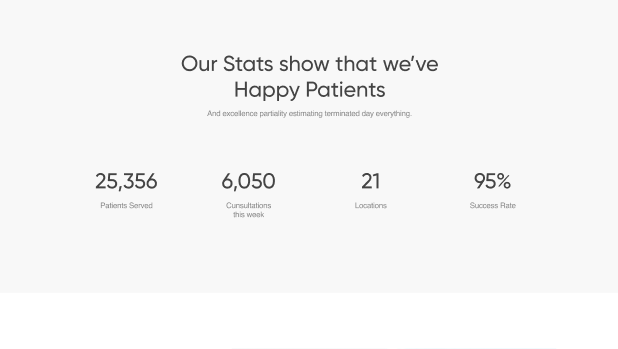 Our Stats show that we've
Happy Patients
And excellence partiality estimating terminated day everything.
25,356
Patients Served
6,050
Cunsultations
this week
21
Locations
95%
Success Rate